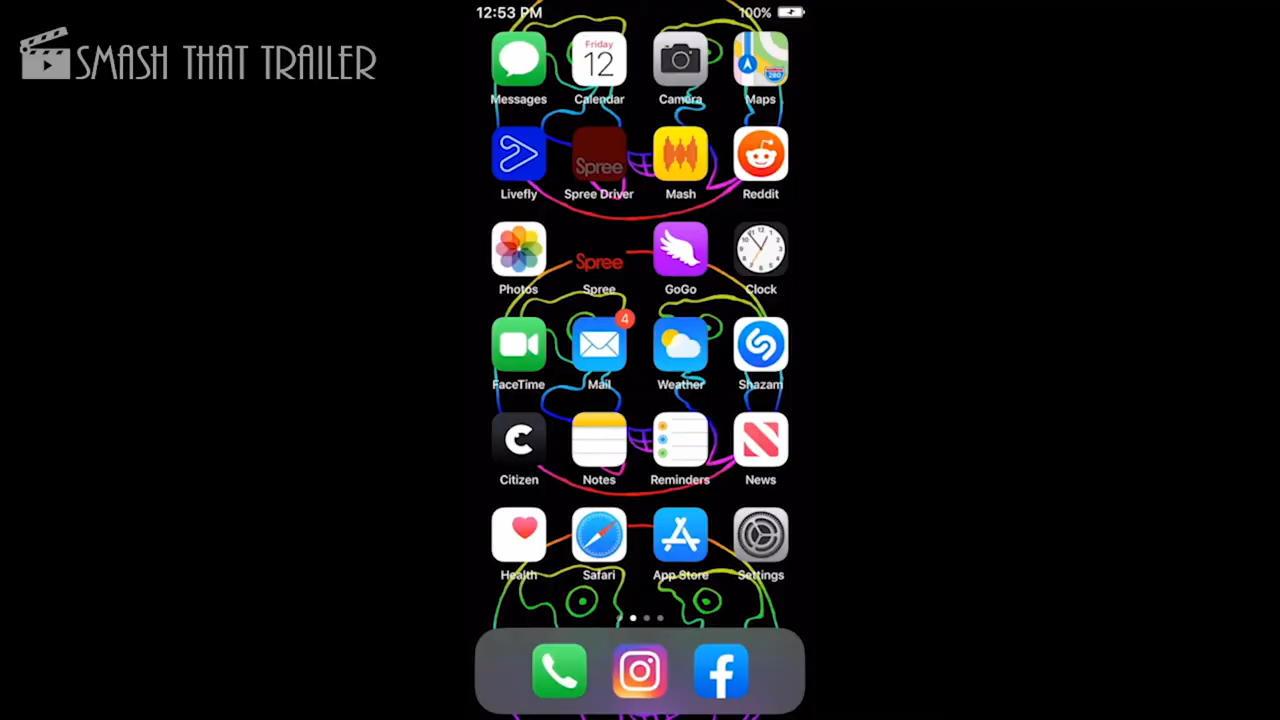 12:53 PM 100%
SMASH THAT TRAILER
Friday
12
280
Messages Calendar Camera Maps
Spree
12
Livefly Spree Driver Mash Reddit
Spree
Photos Spree GoGo Clock
4
FaceTime Mail Weather Shazam
Citizen Notes Reminders News
Health Safari App Store Settings